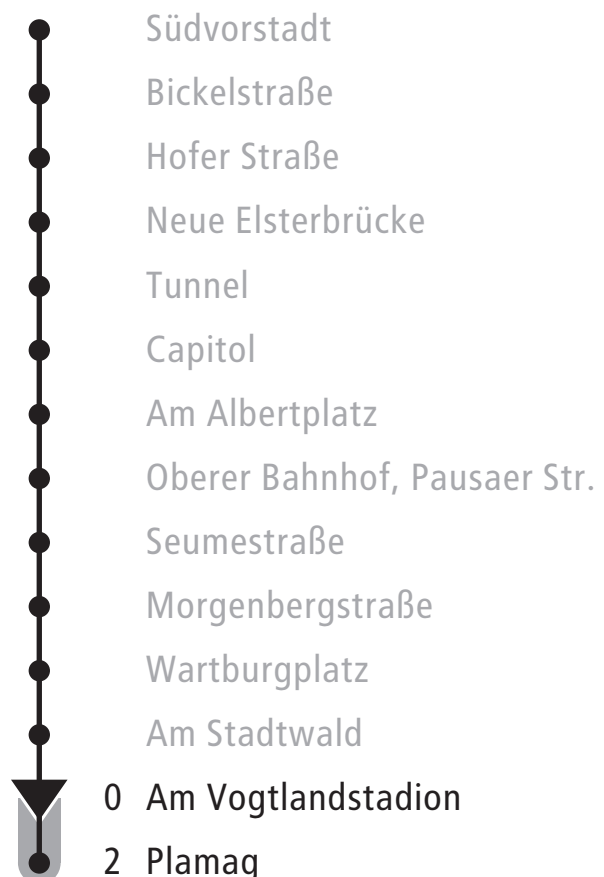 Südvorstadt
Bickelstraße
Hofer Straße
Neue Elsterbrücke
Tunnel
Capitol
Am Albertplatz
Oberer Bahnhof, Pausaer Str.
Seumestraße
Morgenbergstraße
Wartburgplatz
Am Stadtwald
0 Am Vogtlandstadion
2 Plamag